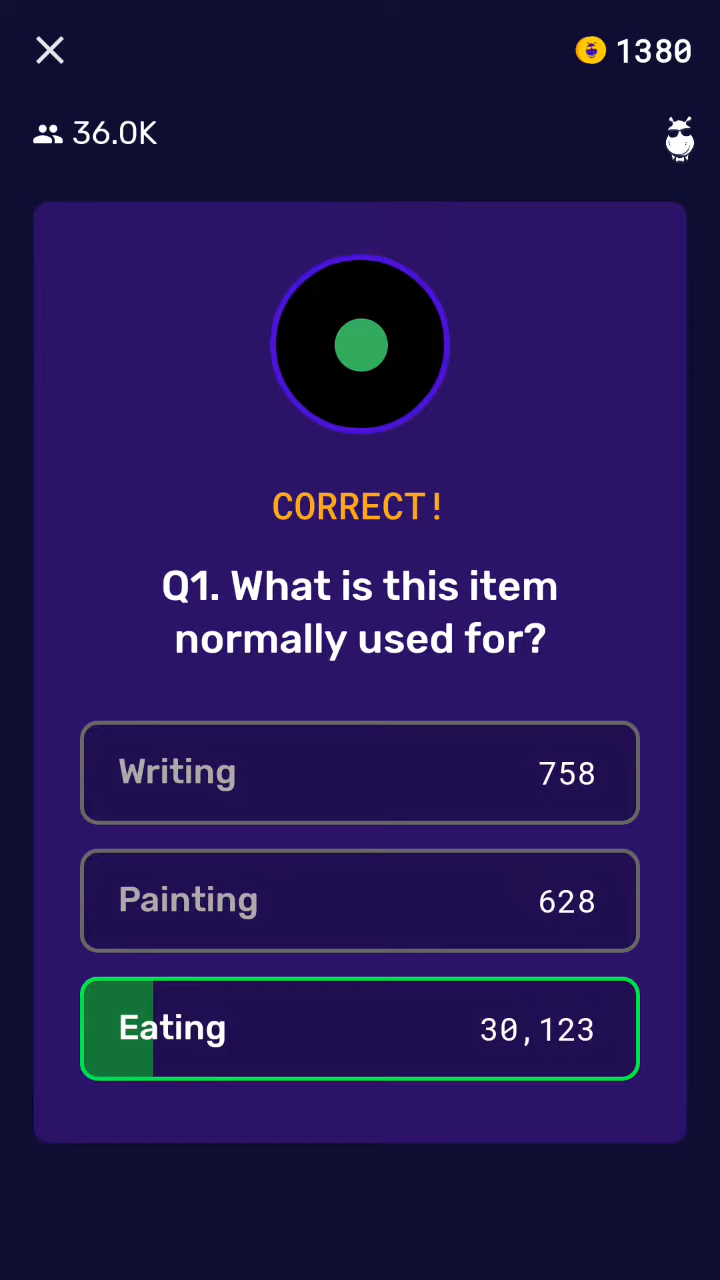 1380
36.0K
CORRECT!
Q1. What is this item
normally used for?
Writing 758
Painting 628
Eating 30,123